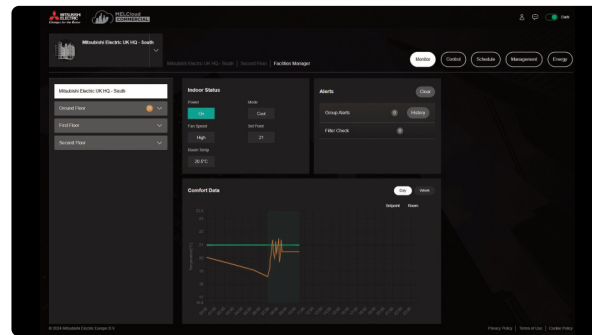 MITSUBISHI
ELECTRIC
Changes for the Better
MELCloud
COMMERCIAL
Dark
Mitsubishi Electric UK HQ - South
Mitsubishi Electric UK HQ - South | Second Floor | Facilities Manager
Monitor
Control
Schedule
Management
Energy
Mitsubishi Electric UK HQ - South
Ground Floor
First Floor
Second Floor
Indoor Status
Power
Mode
On
Cool
Fan Speed
Set Point
High
21
Room Temp
20.5°C
Alerts
Clear
Group Alerts
0
History
Filter Check
0
Comfort Data
Day
Week
Setpoint
Room
Temperature (°C)
© 2024 Mitsubishi Electric Europe B.V.
Privacy Policy | Terms of Use | Cookie Policy